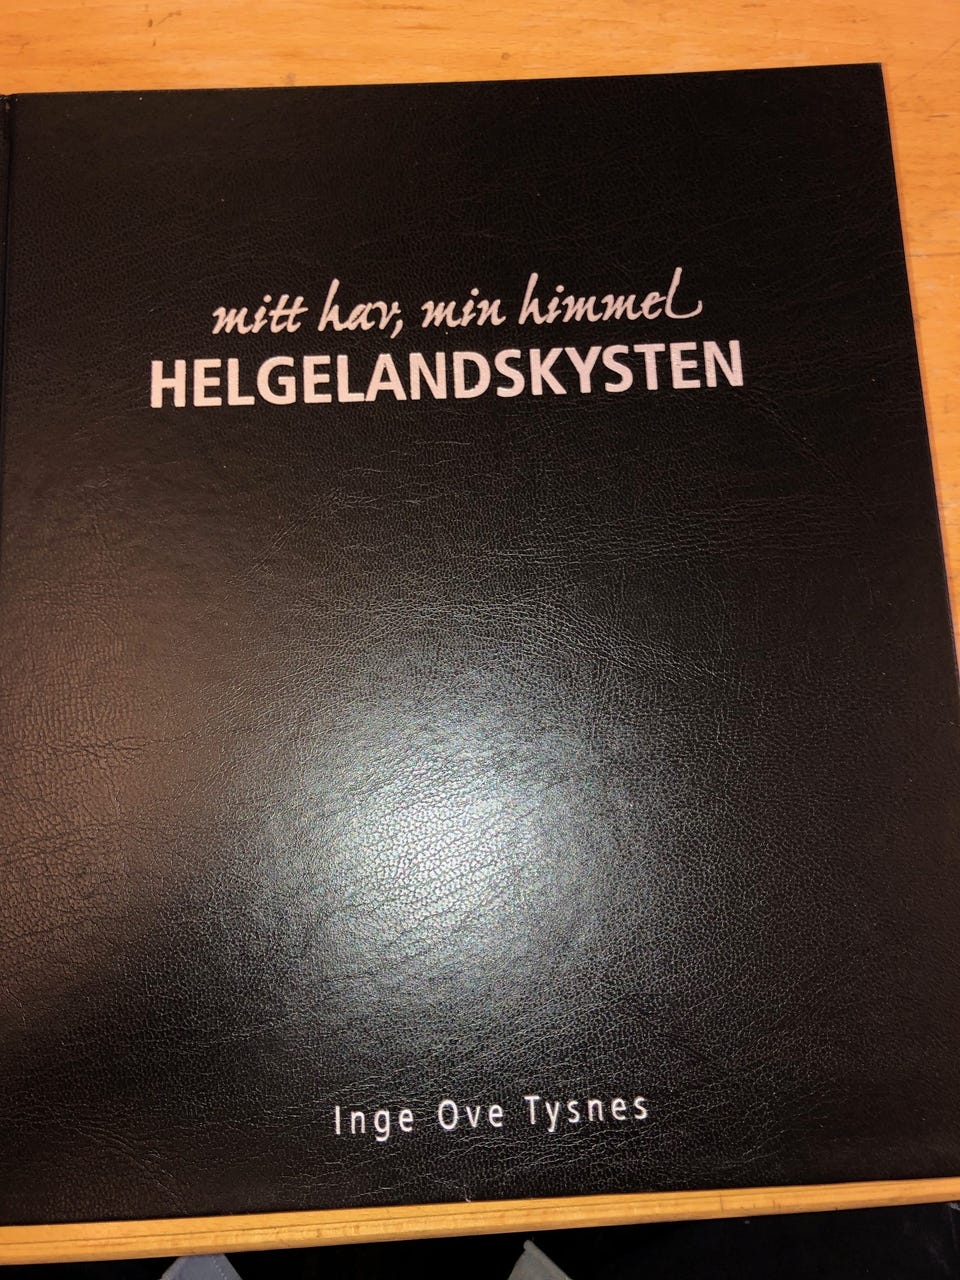 mitt hav, min himmel
HELGELANDSKYSTEN
Inge Ove Tysnes